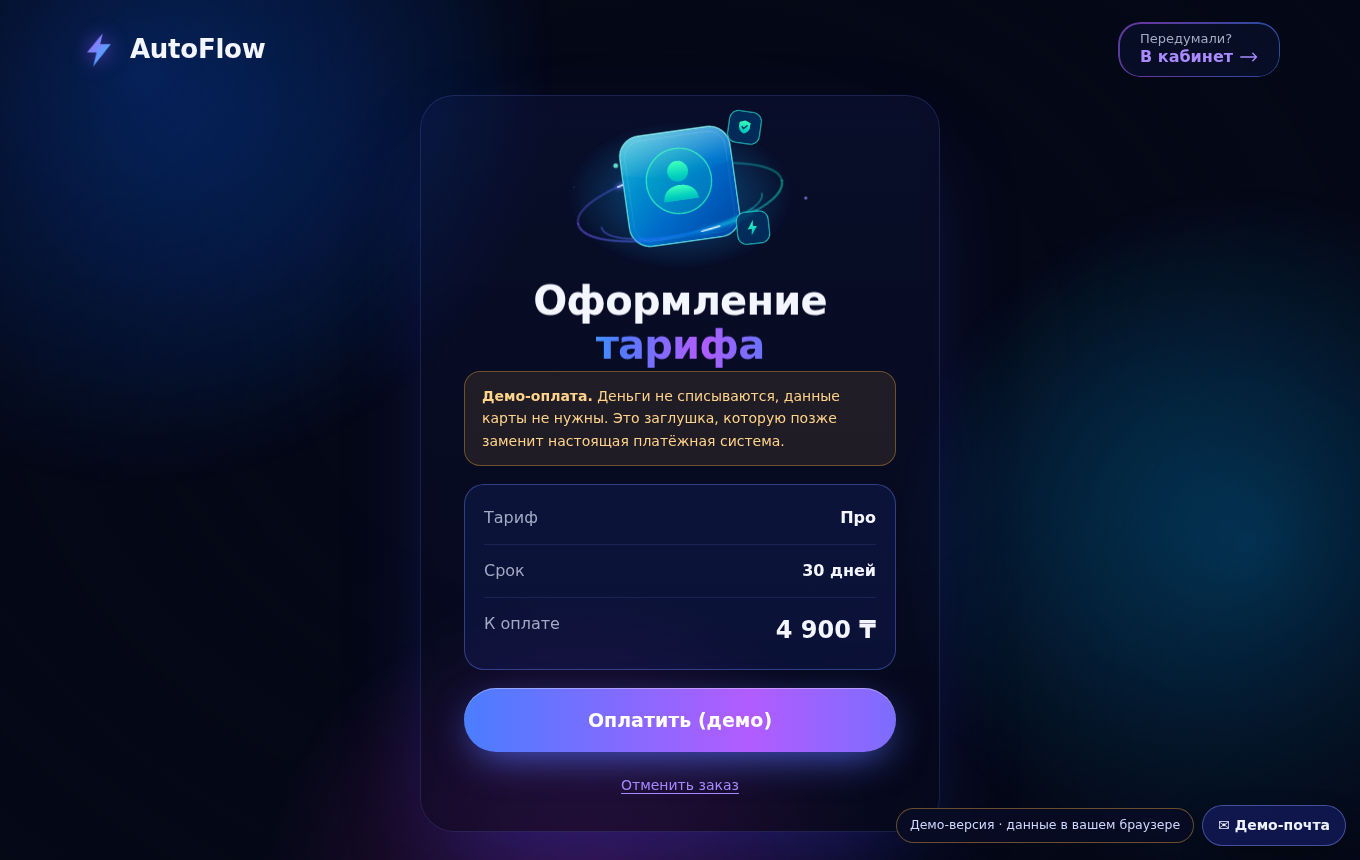 AutoFlow
Передумали?
В кабинет →
Оформление
тарифа
Демо-оплата. Деньги не списываются, данные
карты не нужны. Это заглушка, которую позже
заменит настоящая платёжная система.
Тариф Про
Срок 30 дней
К оплате 4 900 ₸
Оплатить (демо)
Отменить заказ
Демо-версия · данные в вашем браузере
✉ Демо-почта